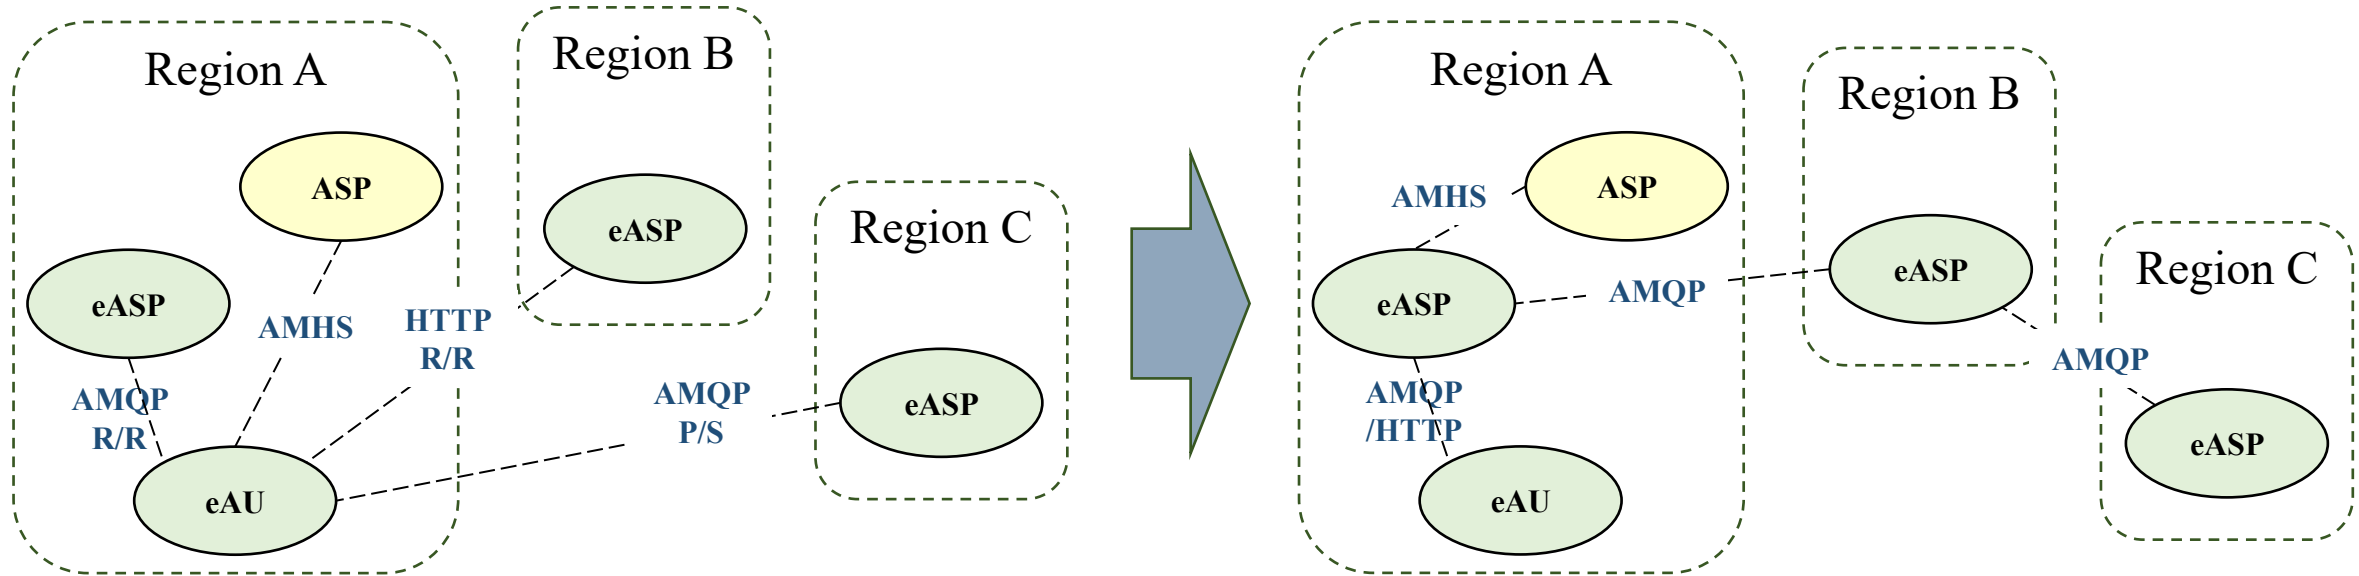 Region A
ASP
eASP
AMHS
AMQP
R/R
HTTP
R/R
eAU
Region B
eASP
AMQP
P/S
Region C
eASP
Region A
AMHS
ASP
eASP
AMQP
AMQP
/HTTP
eAU
Region B
eASP
AMQP
Region C
eASP